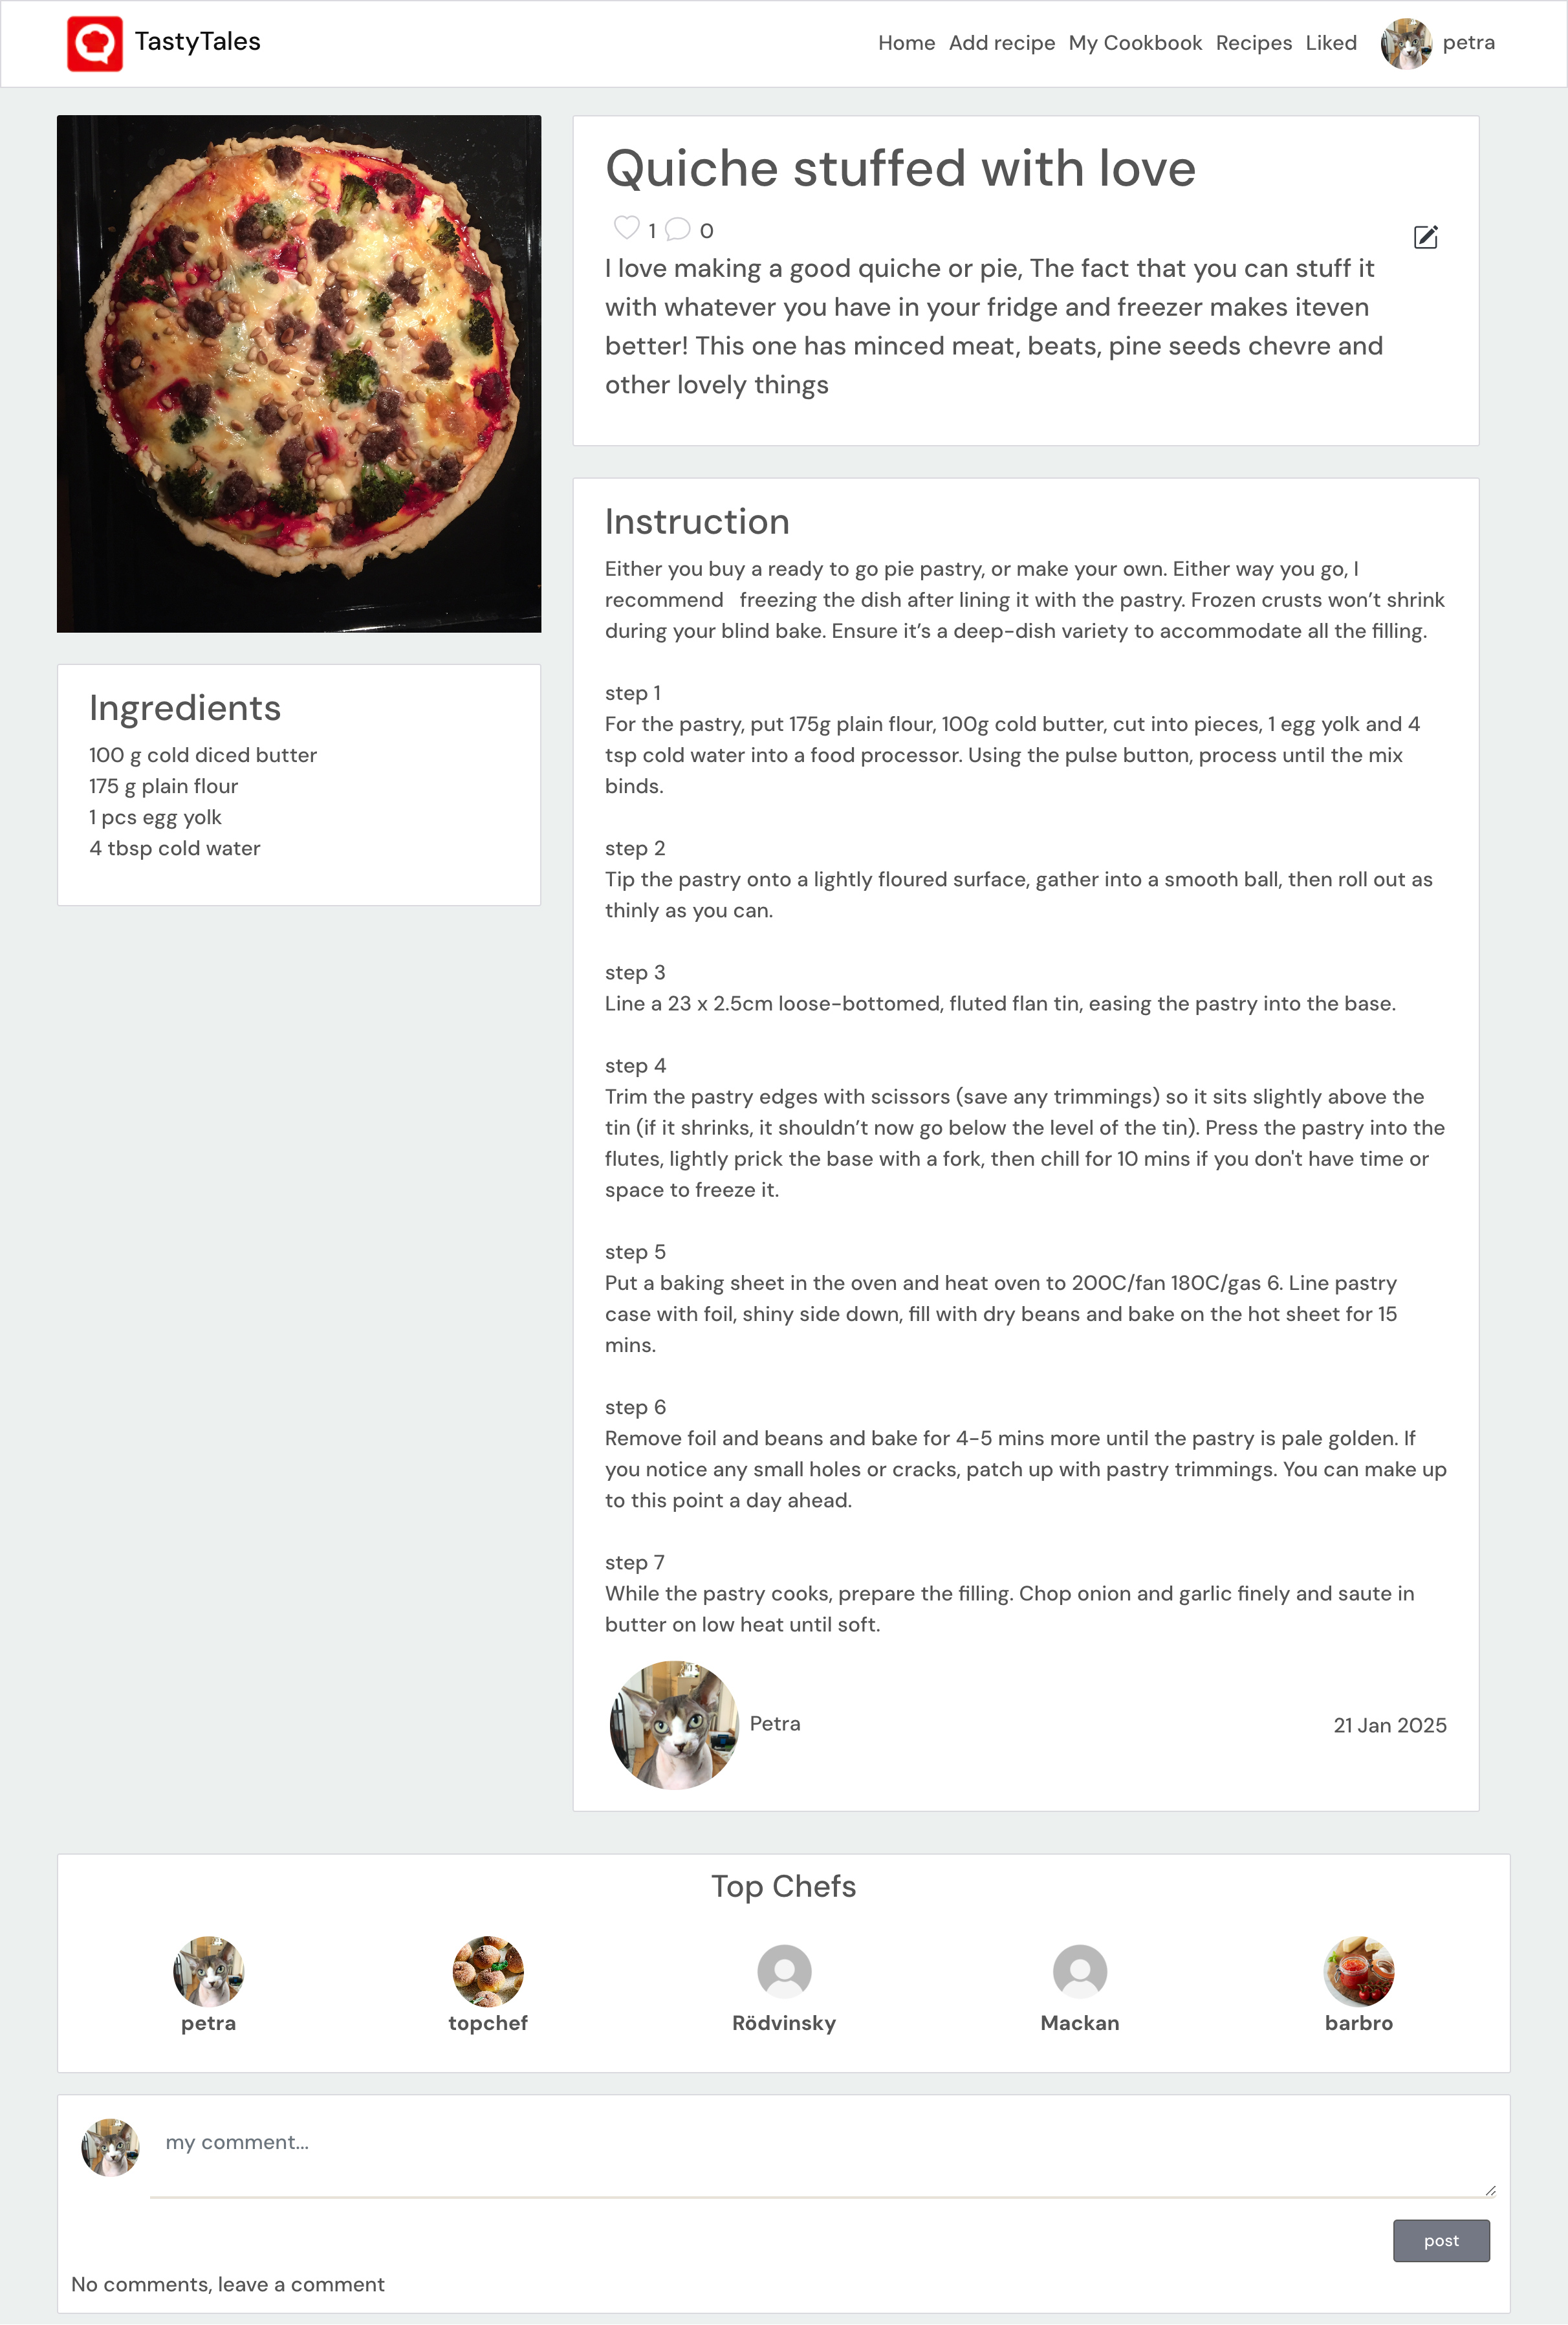 TastyTales
Home Add recipe My Cookbook Recipes Liked petra
Quiche stuffed with love
1 0
I love making a good quiche or pie, The fact that you can stuff it
with whatever you have in your fridge and freezer makes iteven
better! This one has minced meat, beats, pine seeds chevre and
other lovely things
Ingredients
100 g cold diced butter
175 g plain flour
1 pcs egg yolk
4 tbsp cold water
Instruction
Either you buy a ready to go pie pastry, or make your own. Either way you go, I
recommend   freezing the dish after lining it with the pastry. Frozen crusts won’t shrink
during your blind bake. Ensure it’s a deep-dish variety to accommodate all the filling.
step 1
For the pastry, put 175g plain flour, 100g cold butter, cut into pieces, 1 egg yolk and 4
tsp cold water into a food processor. Using the pulse button, process until the mix
binds.
step 2
Tip the pastry onto a lightly floured surface, gather into a smooth ball, then roll out as
thinly as you can.
step 3
Line a 23 x 2.5cm loose-bottomed, fluted flan tin, easing the pastry into the base.
step 4
Trim the pastry edges with scissors (save any trimmings) so it sits slightly above the
tin (if it shrinks, it shouldn’t now go below the level of the tin). Press the pastry into the
flutes, lightly prick the base with a fork, then chill for 10 mins if you don't have time or
space to freeze it.
step 5
Put a baking sheet in the oven and heat oven to 200C/fan 180C/gas 6. Line pastry
case with foil, shiny side down, fill with dry beans and bake on the hot sheet for 15
mins.
step 6
Remove foil and beans and bake for 4-5 mins more until the pastry is pale golden. If
you notice any small holes or cracks, patch up with pastry trimmings. You can make up
to this point a day ahead.
step 7
While the pastry cooks, prepare the filling. Chop onion and garlic finely and saute in
butter on low heat until soft.
Petra 21 Jan 2025
Top Chefs
petra topchef Rödvinsky Mackan barbro
my comment...
post
No comments, leave a comment